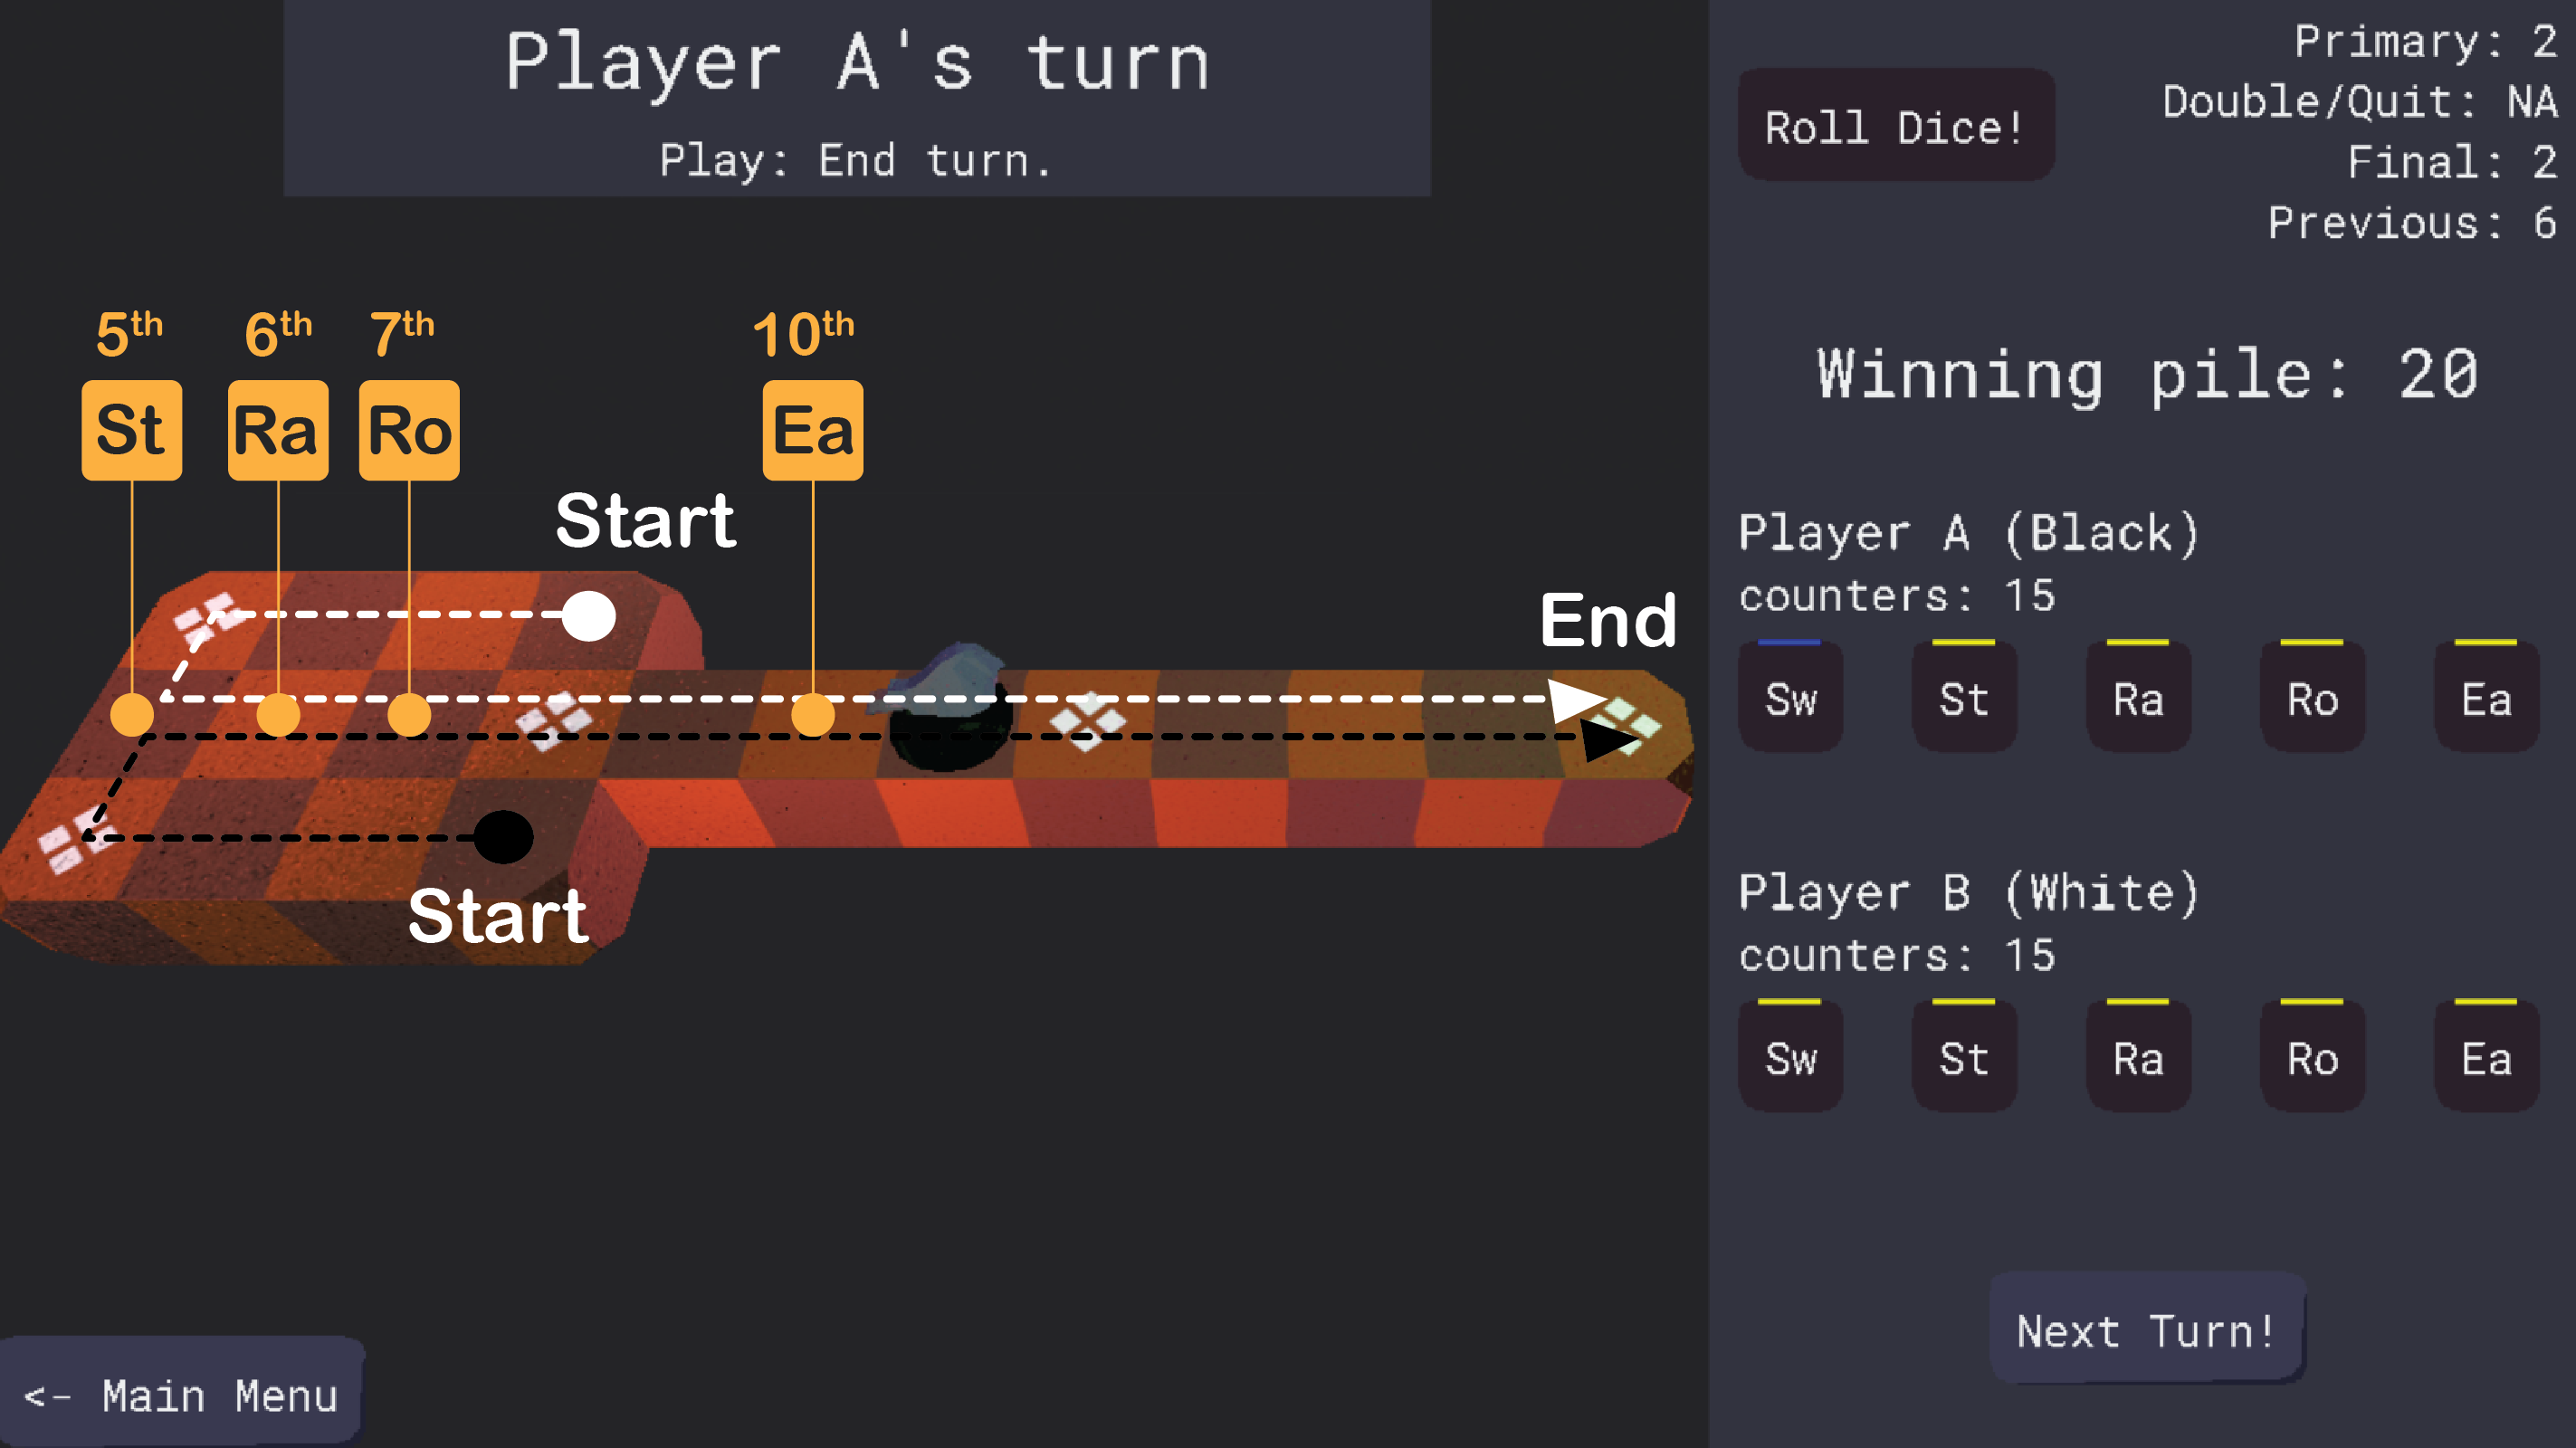 Player A's turn
Play: End turn.
5th
6th
7th
10th
St
Ra
Ro
Ea
Start
End
Start
<- Main Menu
Roll Dice!
Primary: 2
Double/Quit: NA
Final: 2
Previous: 6
Winning pile: 20
Player A (Black)
counters: 15
Sw St Ra Ro Ea
Player B (White)
counters: 15
Sw St Ra Ro Ea
Next Turn!